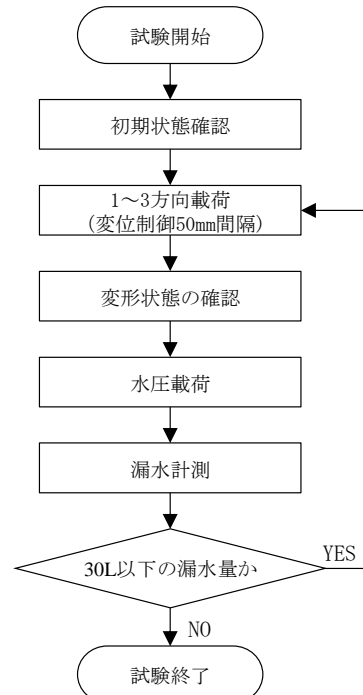 試験開始
初期状態確認
1～3方向載荷
(変位制御50mm間隔)
変形状態の確認
水圧載荷
漏水計測
30L以下の漏水量か
YES
NO
試験終了